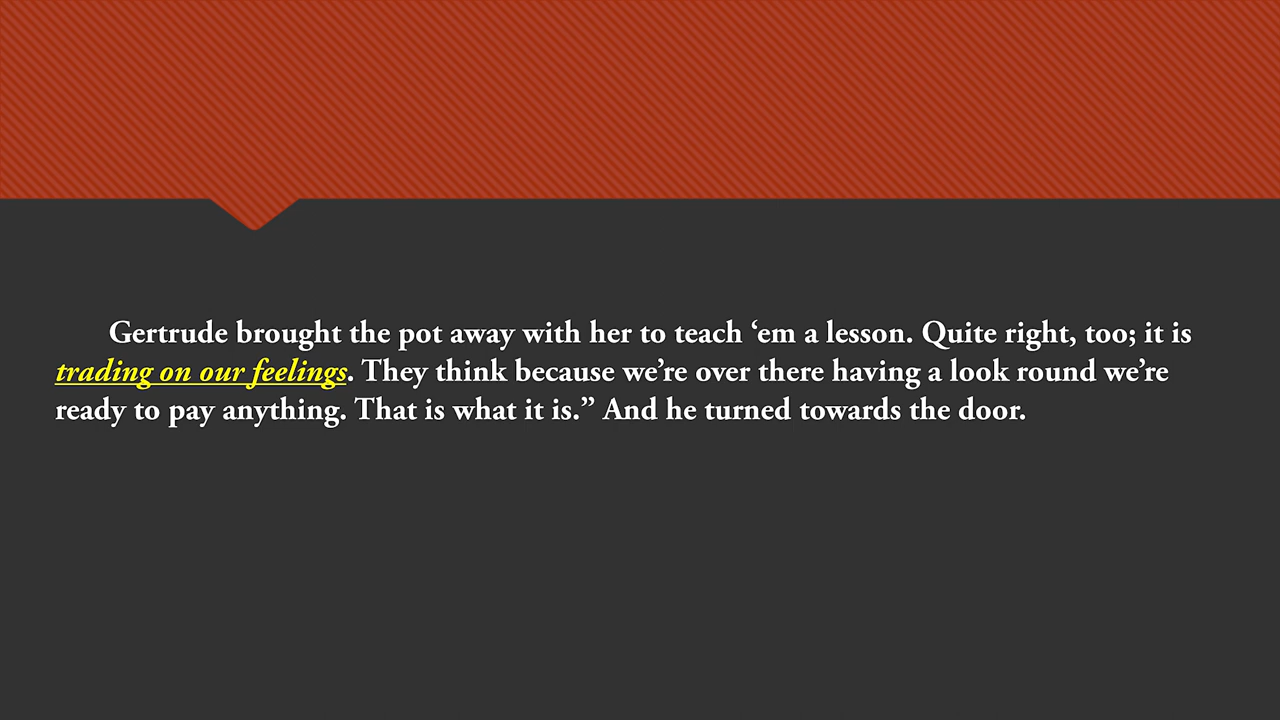 Gertrude brought the pot away with her to teach ‘em a lesson. Quite right, too; it is
trading on our feelings. They think because we’re over there having a look round we’re
ready to pay anything. That is what it is.” And he turned towards the door.